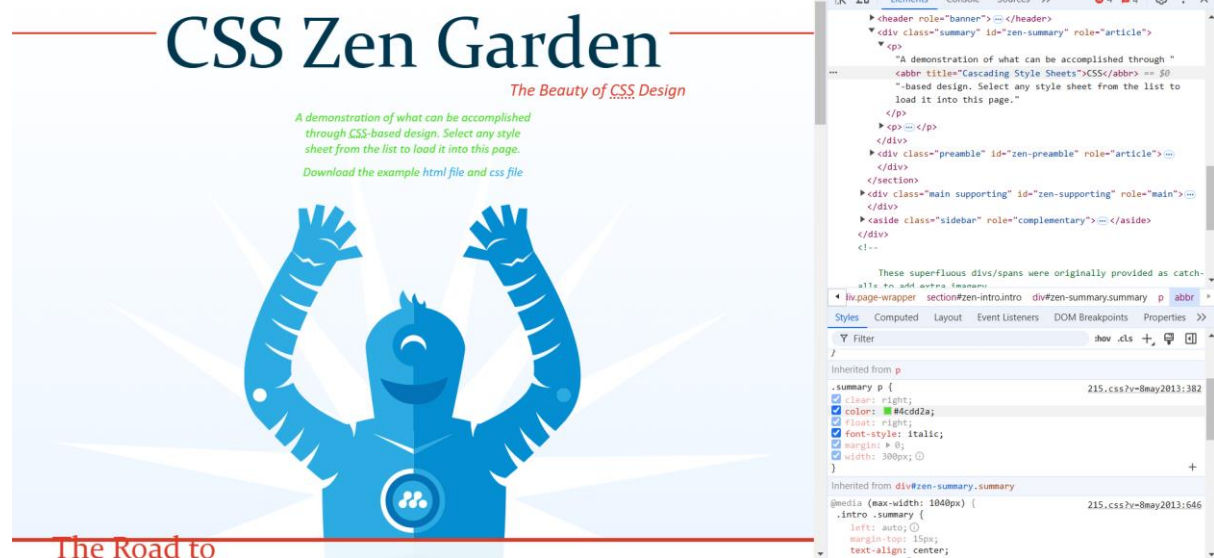 CSS Zen Garden
The Beauty of CSS Design
A demonstration of what can be accomplished
through CSS-based design. Select any style
sheet from the list to load it into this page.
Download the example html file and css file
The Road to
Elements Console Sources
<header role="banner"> </header>
<div class="summary" id="zen-summary" role="article">
<p>
"A demonstration of what can be accomplished through "
<abbr title="Cascading Style Sheets">CSS</abbr> == $0
"-based design. Select any style sheet from the list to
load it into this page."
</p>
<p> </p>
</div>
<div class="preamble" id="zen-preamble" role="article">
</div>
</section>
<div class="main supporting" id="zen-supporting" role="main">
</div>
<aside class="sidebar" role="complementary"> </aside>
</div>
<!--
These superfluous divs/spans were originally provided as catch-
alls to add extra imagery
div.page-wrapper section#zen-intro.intro div#zen-summary.summary p abbr
Styles Computed Layout Event Listeners DOM Breakpoints Properties
Filter :hov .cls
}
Inherited from p
.summary p { 215.css?v=8may2013:382
clear: right;
color: #4cdd2a;
float: right;
font-style: italic;
margin: 0;
width: 300px;
}
Inherited from div#zen-summary.summary
@media (max-width: 1040px) { 215.css?v=8may2013:646
.intro .summary {
left: auto;
margin-top: 15px;
text-align: center;